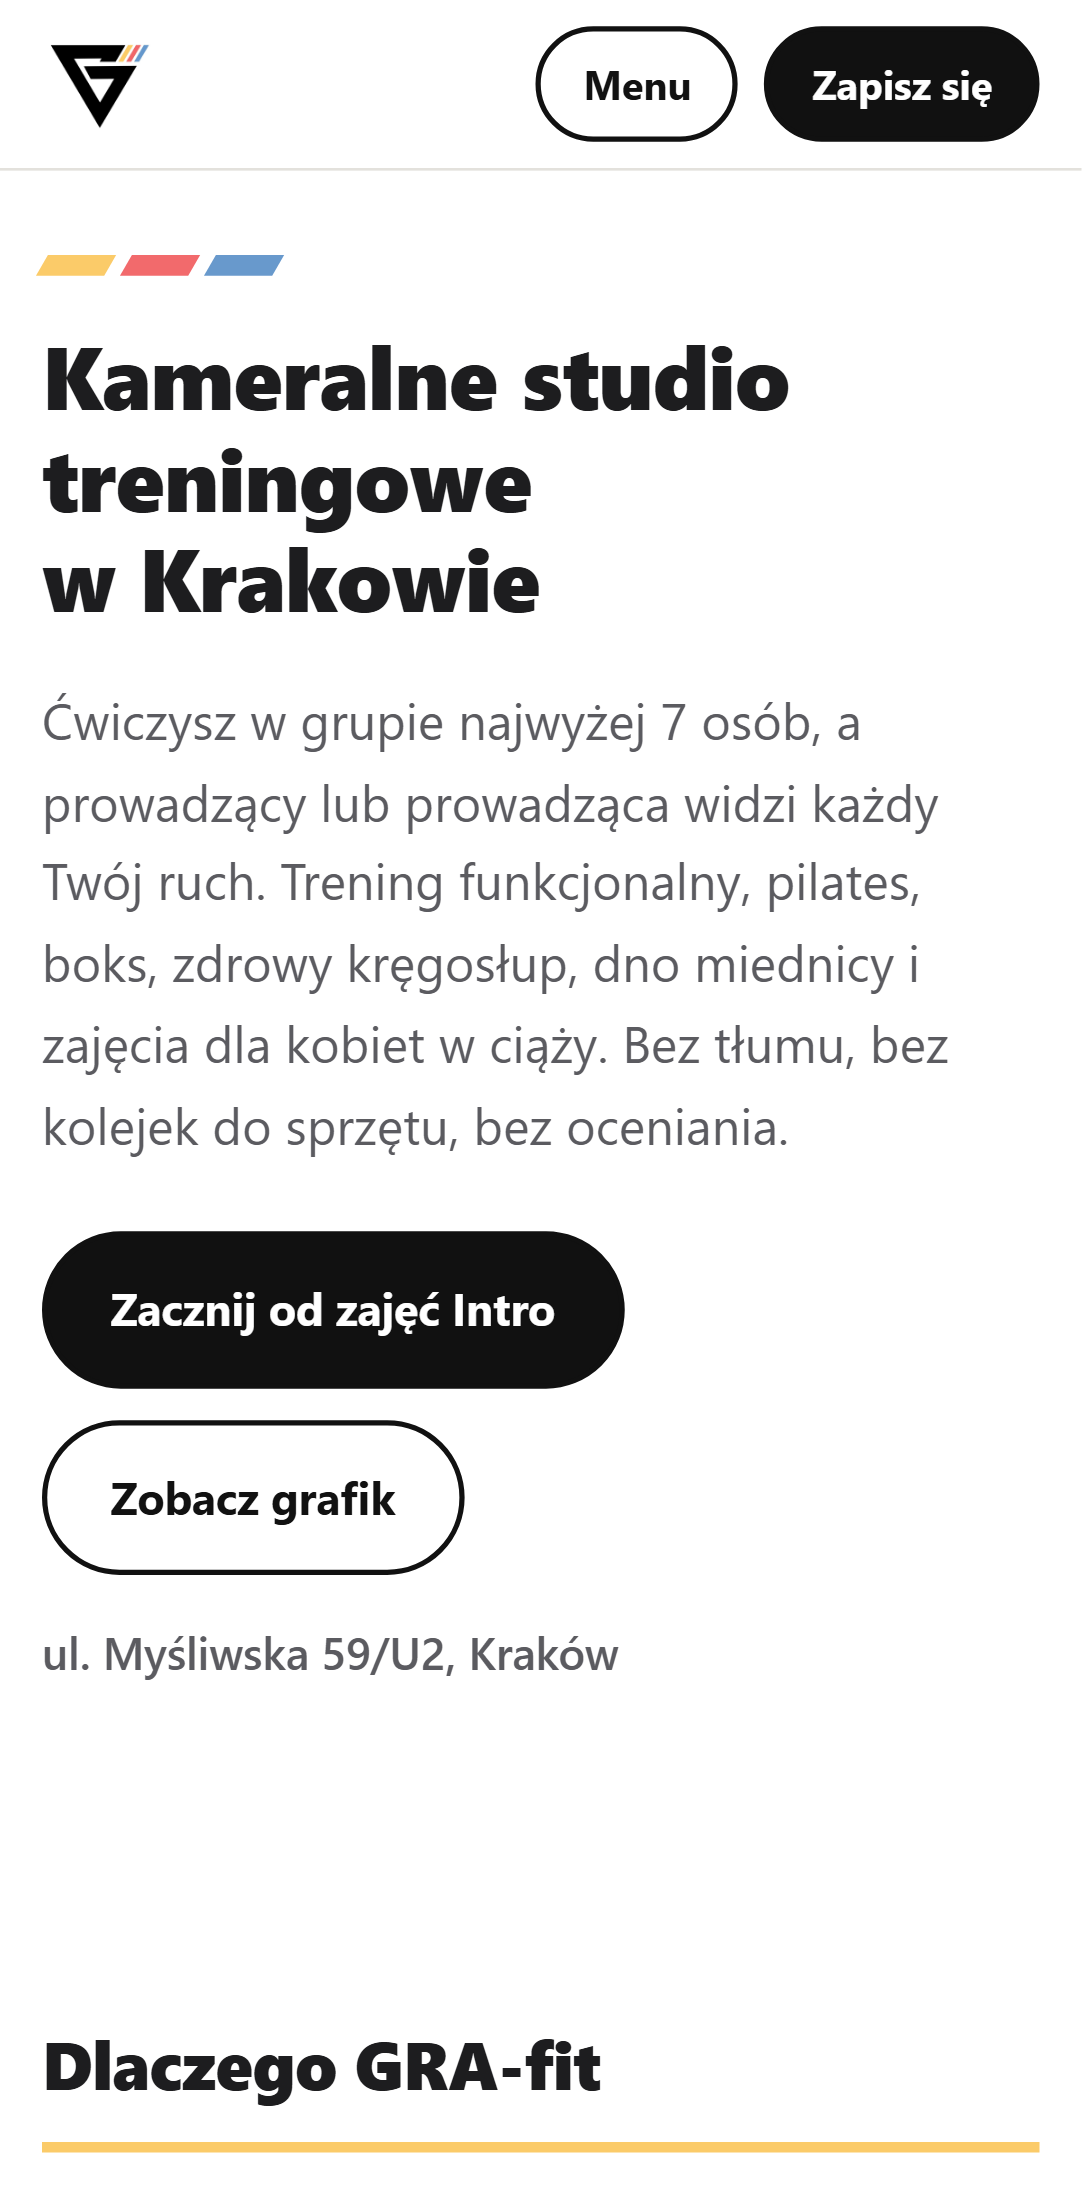 Menu
Zapisz się
Kameralne studio
treningowe
w Krakowie
Ćwiczysz w grupie najwyżej 7 osób, a
prowadzący lub prowadząca widzi każdy
Twój ruch. Trening funkcjonalny, pilates,
boks, zdrowy kręgosłup, dno miednicy i
zajęcia dla kobiet w ciąży. Bez tłumu, bez
kolejek do sprzętu, bez oceniania.
Zacznij od zajęć Intro
Zobacz grafik
ul. Myśliwska 59/U2, Kraków
Dlaczego GRA-fit